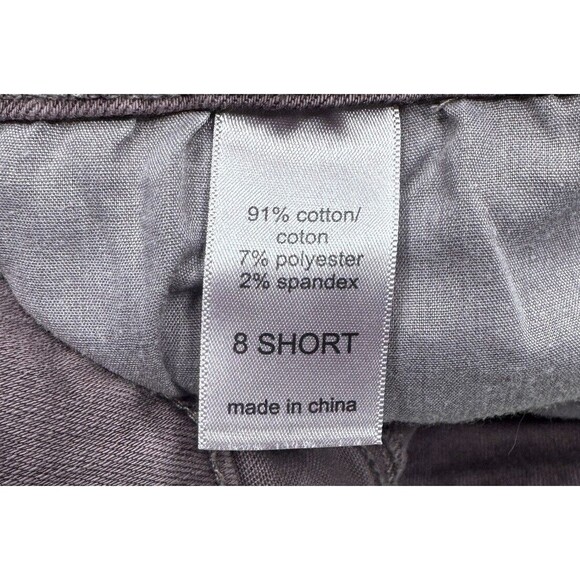 91% cotton/
coton
7% polyester
2% spandex
8 SHORT
made in china